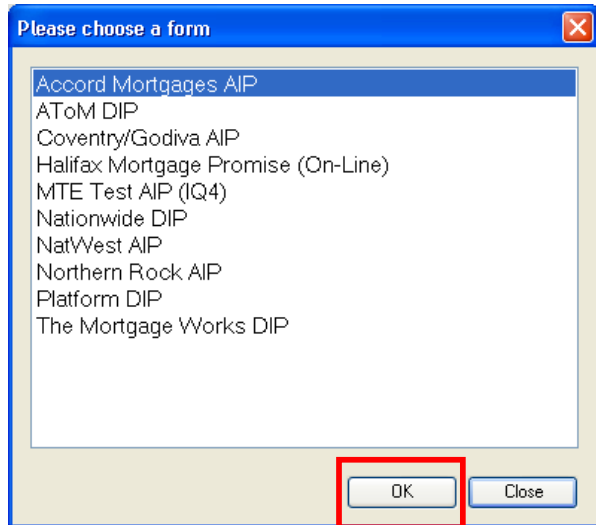 Please choose a form
Accord Mortgages AIP
AToM DIP
Coventry/Godiva AIP
Halifax Mortgage Promise (On-Line)
MTE Test AIP (IQ4)
Nationwide DIP
NatWest AIP
Northern Rock AIP
Platform DIP
The Mortgage Works DIP
OK Close